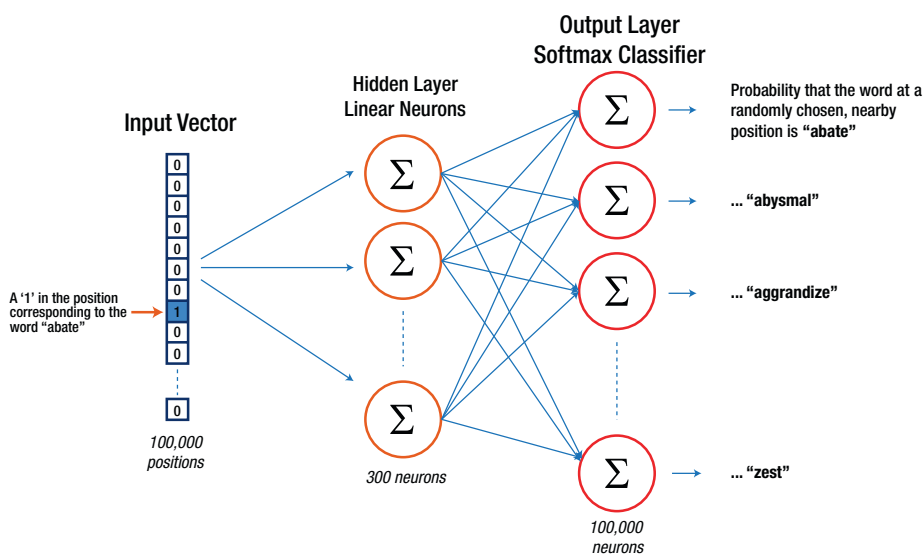 Output Layer
Softmax Classifier
Hidden Layer
Linear Neurons
Input Vector
0
0
0
0
0
0
0
1
0
0
0
A ‘1’ in the position
corresponding to the
word “abate”
100,000
positions
Σ
Σ
Σ
300 neurons
Σ
Σ
Σ
Σ
100,000
neurons
Probability that the word at a
randomly chosen, nearby
position is “abate”
... “abysmal”
... “aggrandize”
... “zest”